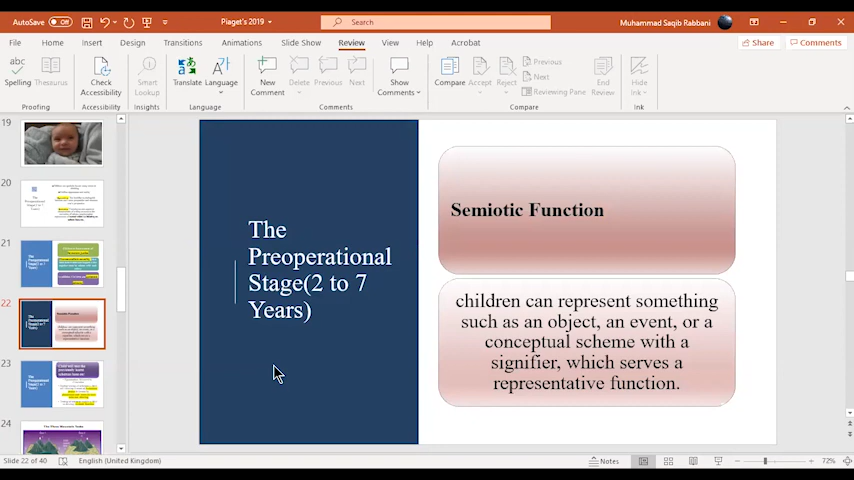 AutoSave Off
Piaget's 2019
Search
Muhammad Saqib Rabbani
File Home Insert Draw Design Transitions Animations Slide Show Review View Help Acrobat
Share Comments
Spelling
Thesaurus
Check Accessibility
Smart Lookup
Translate
Language
New Comment
Delete
Previous
Next
Show Comments
Compare
Accept
Reject
Previous
Next
Reviewing Pane
End Review
Hide Ink
Proofing
Accessibility
Insights
Language
Comments
Compare
Ink
19
20
21
22
23
24
The
Preoperational
Stage(2 to 7
Years)
Semiotic Function
children can represent something
such as an object, an event, or a
conceptual scheme with a
signifier, which serves a
representative function.
Slide 22 of 40
English (United Kingdom)
Notes
72%